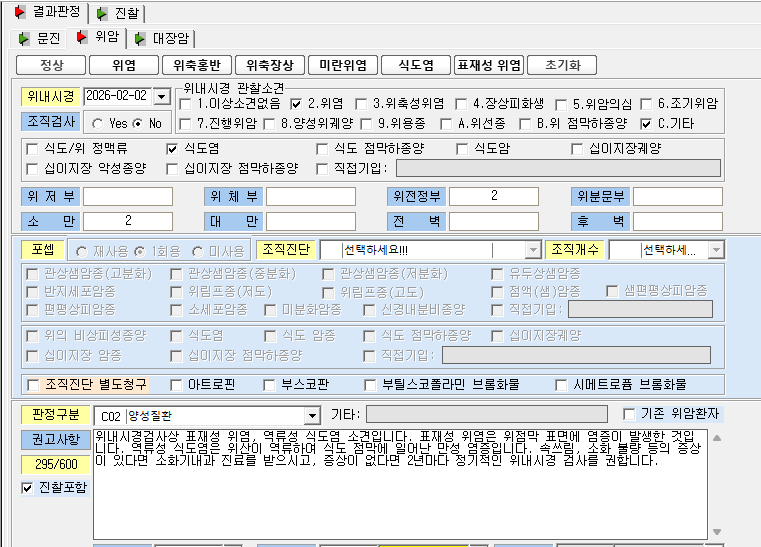 결과판정 진찰
문진 위암 대장암
정상 위염 위축홍반 위축장상 미란위염 식도염 표재성 위염 초기화
위내시경 2026-02-02
위내시경 관찰소견
1.이상소견없음 2.위염 3.위축성위염 4.장상피화생 5.위암의심 6.조기위암
조직검사 Yes No
7.진행위암 8.양성위궤양 9.위용종 A.위선종 B.위 점막하종양 C.기타
식도/위 정맥류 식도염 식도 점막하종양 식도암 십이지장궤양
십이지장 악성종양 십이지장 점막하종양 직접기입:
위 저 부 위 체 부 위전정부 2 위분문부
소 만 2 대 만 전 벽 후 벽
포셉 재사용 1회용 미사용 조직진단 선택하세요!!! 조직개수 선택하세...
관상샘암종(고분화) 관상샘암종(중분화) 관상샘암종(저분화) 유두상샘암종
반지세포암종 위림프종(저도) 위림프종(고도) 점액(샘)암종 샘편평상피암종
편평상피암종 소세포암종 미분화암종 신경내분비종양 직접기입:
위의 비상피성종양 식도염 식도 암종 식도 점막하종양 십이지장궤양
십이지장 암종 십이지장 점막하종양 직접기입:
조직진단 별도청구 아트로핀 부스코판 부틸스코폴라민 브롬화물 시메트로퓸 브롬화물
판정구분 C02 양성질환 기타: 기존 위암환자
권고사항
295/600
진찰포함
위내시경검사상 표재성 위염, 역류성 식도염 소견입니다. 표재성 위염은 위점막 표면에 염증이 발생한 것입
니다. 역류성 식도염은 위산이 역류하여 식도 점막에 일어난 만성 염증입니다. 속쓰림, 소화 불량 등의 증상
이 있다면 소화기내과 진료를 받으시고, 증상이 없다면 2년마다 정기적인 위내시경 검사를 권합니다.